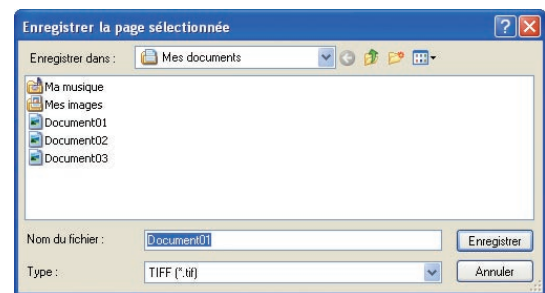 Enregistrer la page sélectionnée
Enregistrer dans :
Mes documents
Ma musique
Mes images
Document01
Document02
Document03
Nom du fichier :
Document01
Enregistrer
Type :
TIFF (*.tif)
Annuler